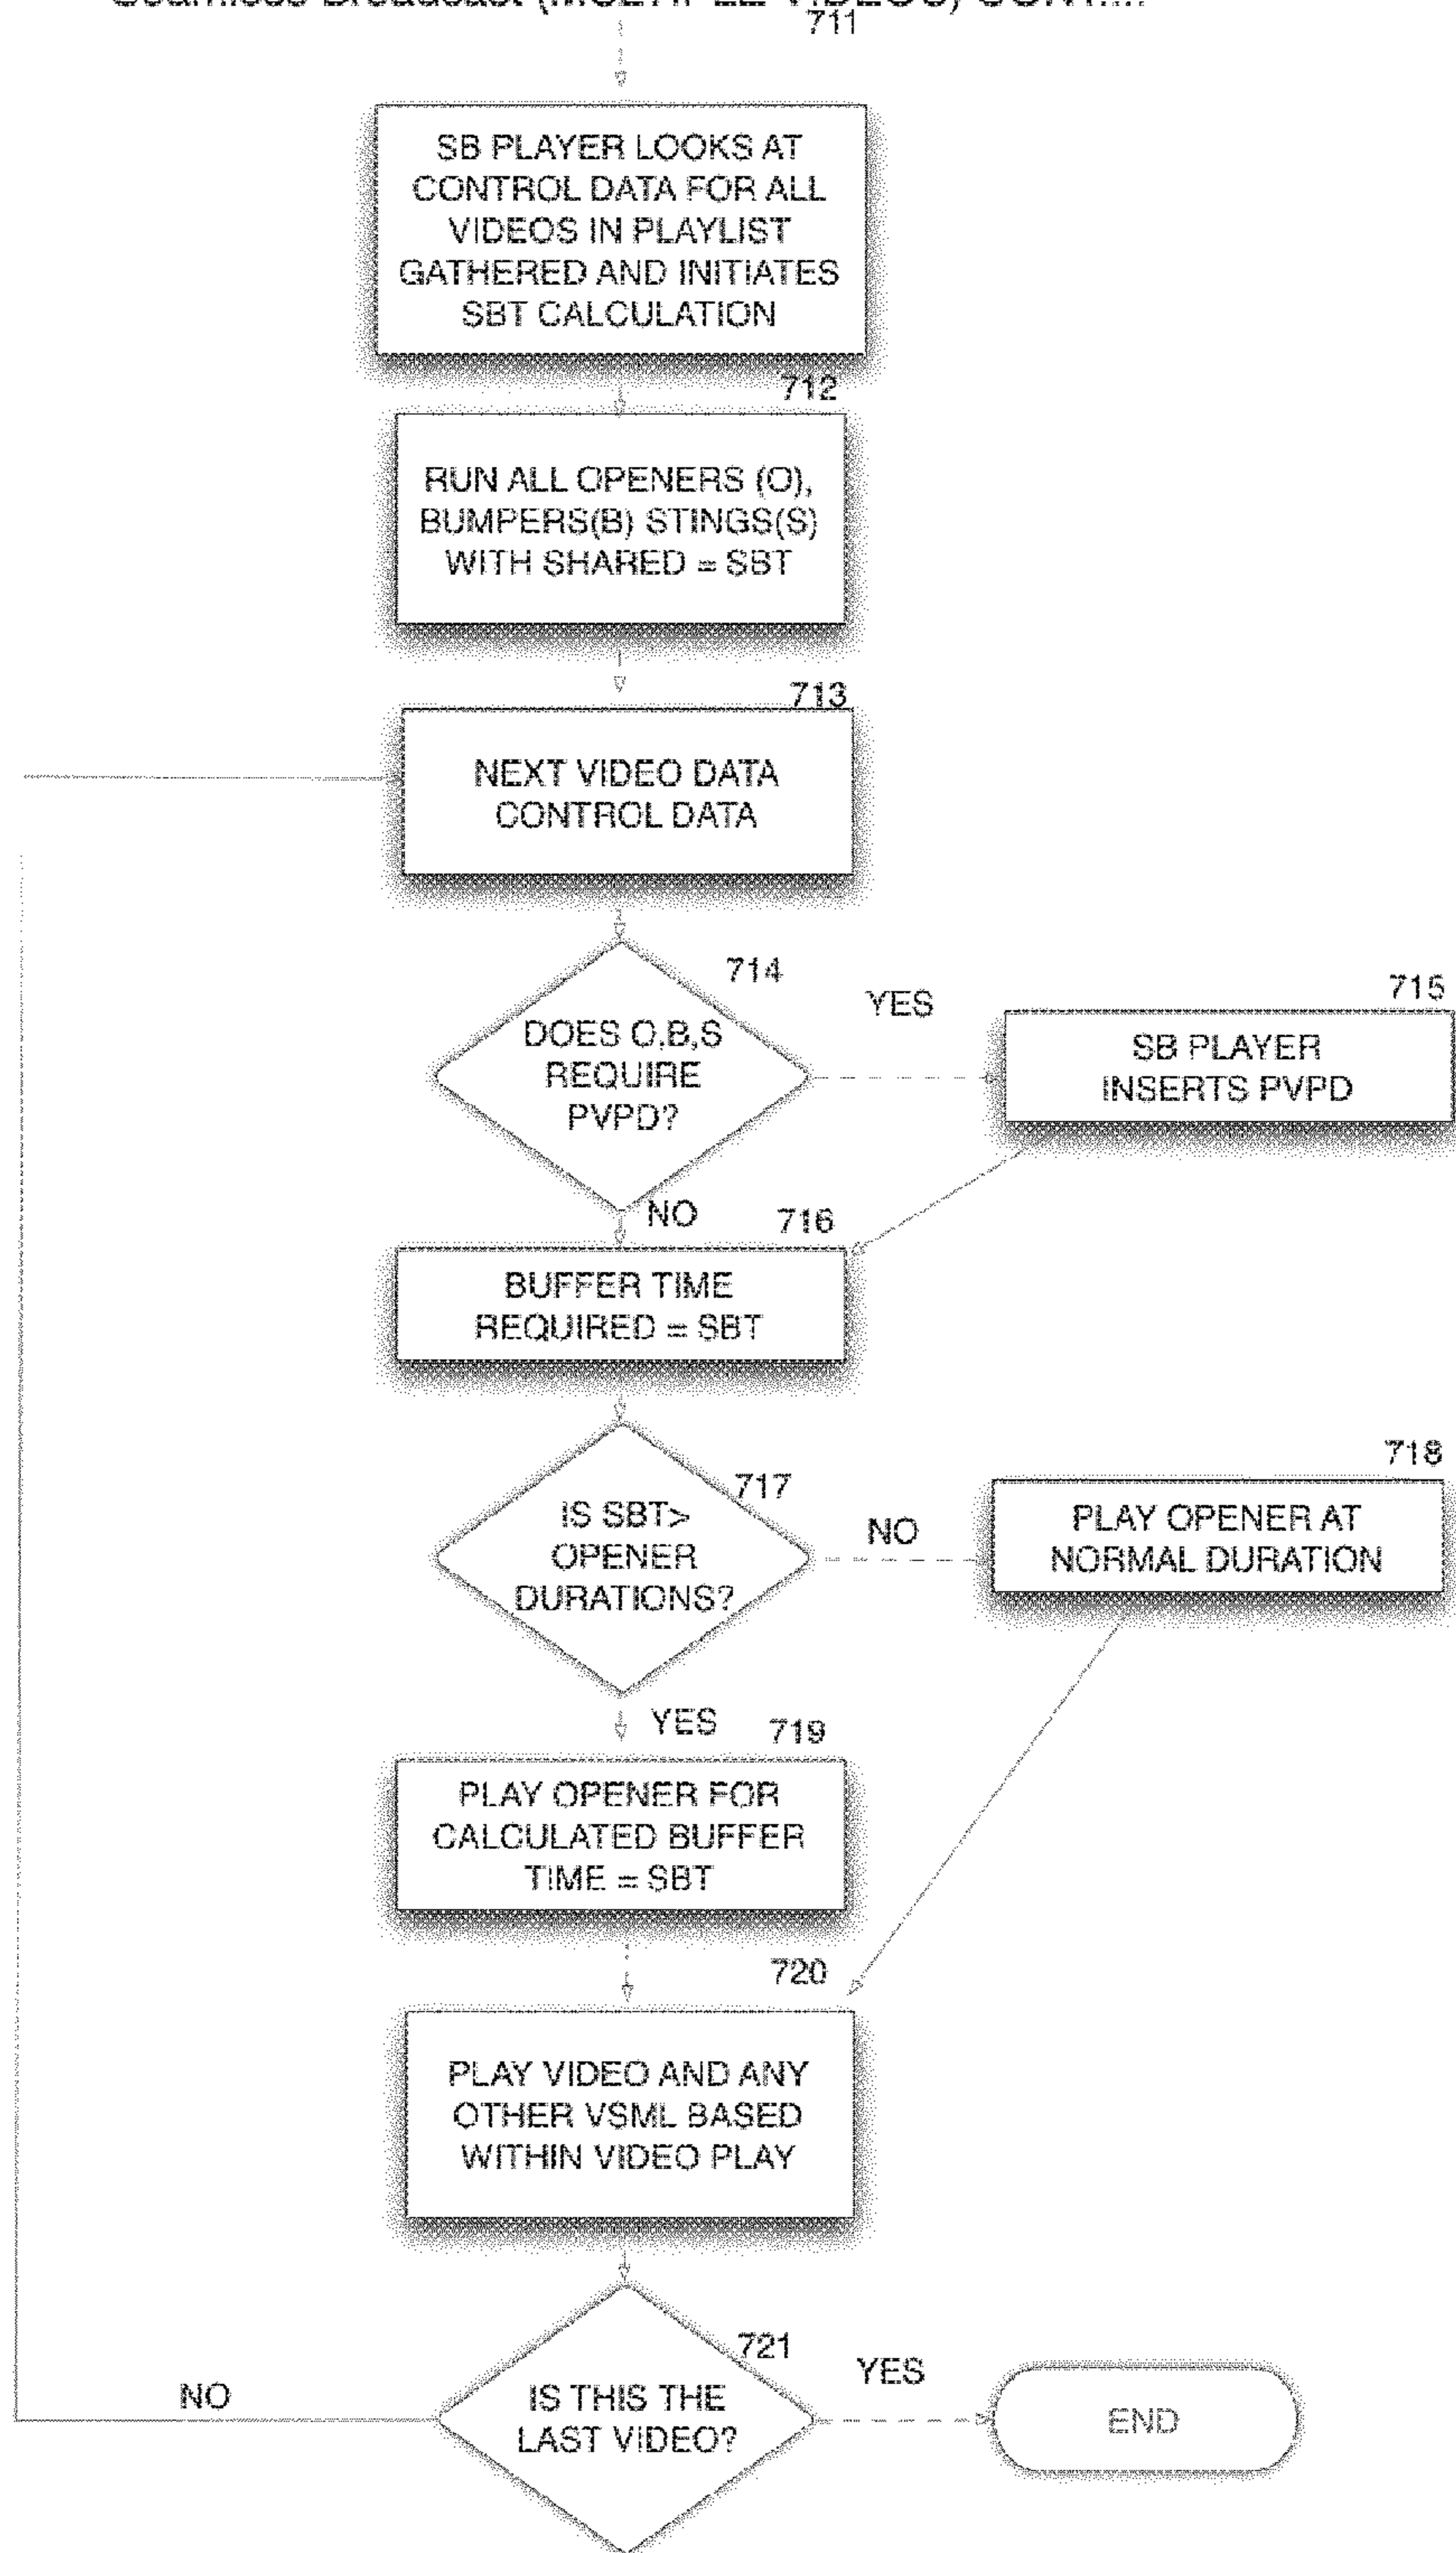 711
SB PLAYER LOOKS AT
CONTROL DATA FOR ALL
VIDEOS IN PLAYLIST
GATHERED AND INITIATES
SBT CALCULATION
712
RUN ALL OPENERS (O),
BUMPERS(B) STINGS(S)
WITH SHARED = SBT
713
NEXT VIDEO DATA
CONTROL DATA
714
DOES O,B,S
REQUIRE
PVPD?
YES
715
SB PLAYER
INSERTS PVPD
NO
716
BUFFER TIME
REQUIRED = SBT
717
IS SBT>
OPENER
DURATIONS?
NO
718
PLAY OPENER AT
NORMAL DURATION
YES
719
PLAY OPENER FOR
CALCULATED BUFFER
TIME = SBT
720
PLAY VIDEO AND ANY
OTHER VSML BASED
WITHIN VIDEO PLAY
721
IS THIS THE
LAST VIDEO?
NO
YES
END